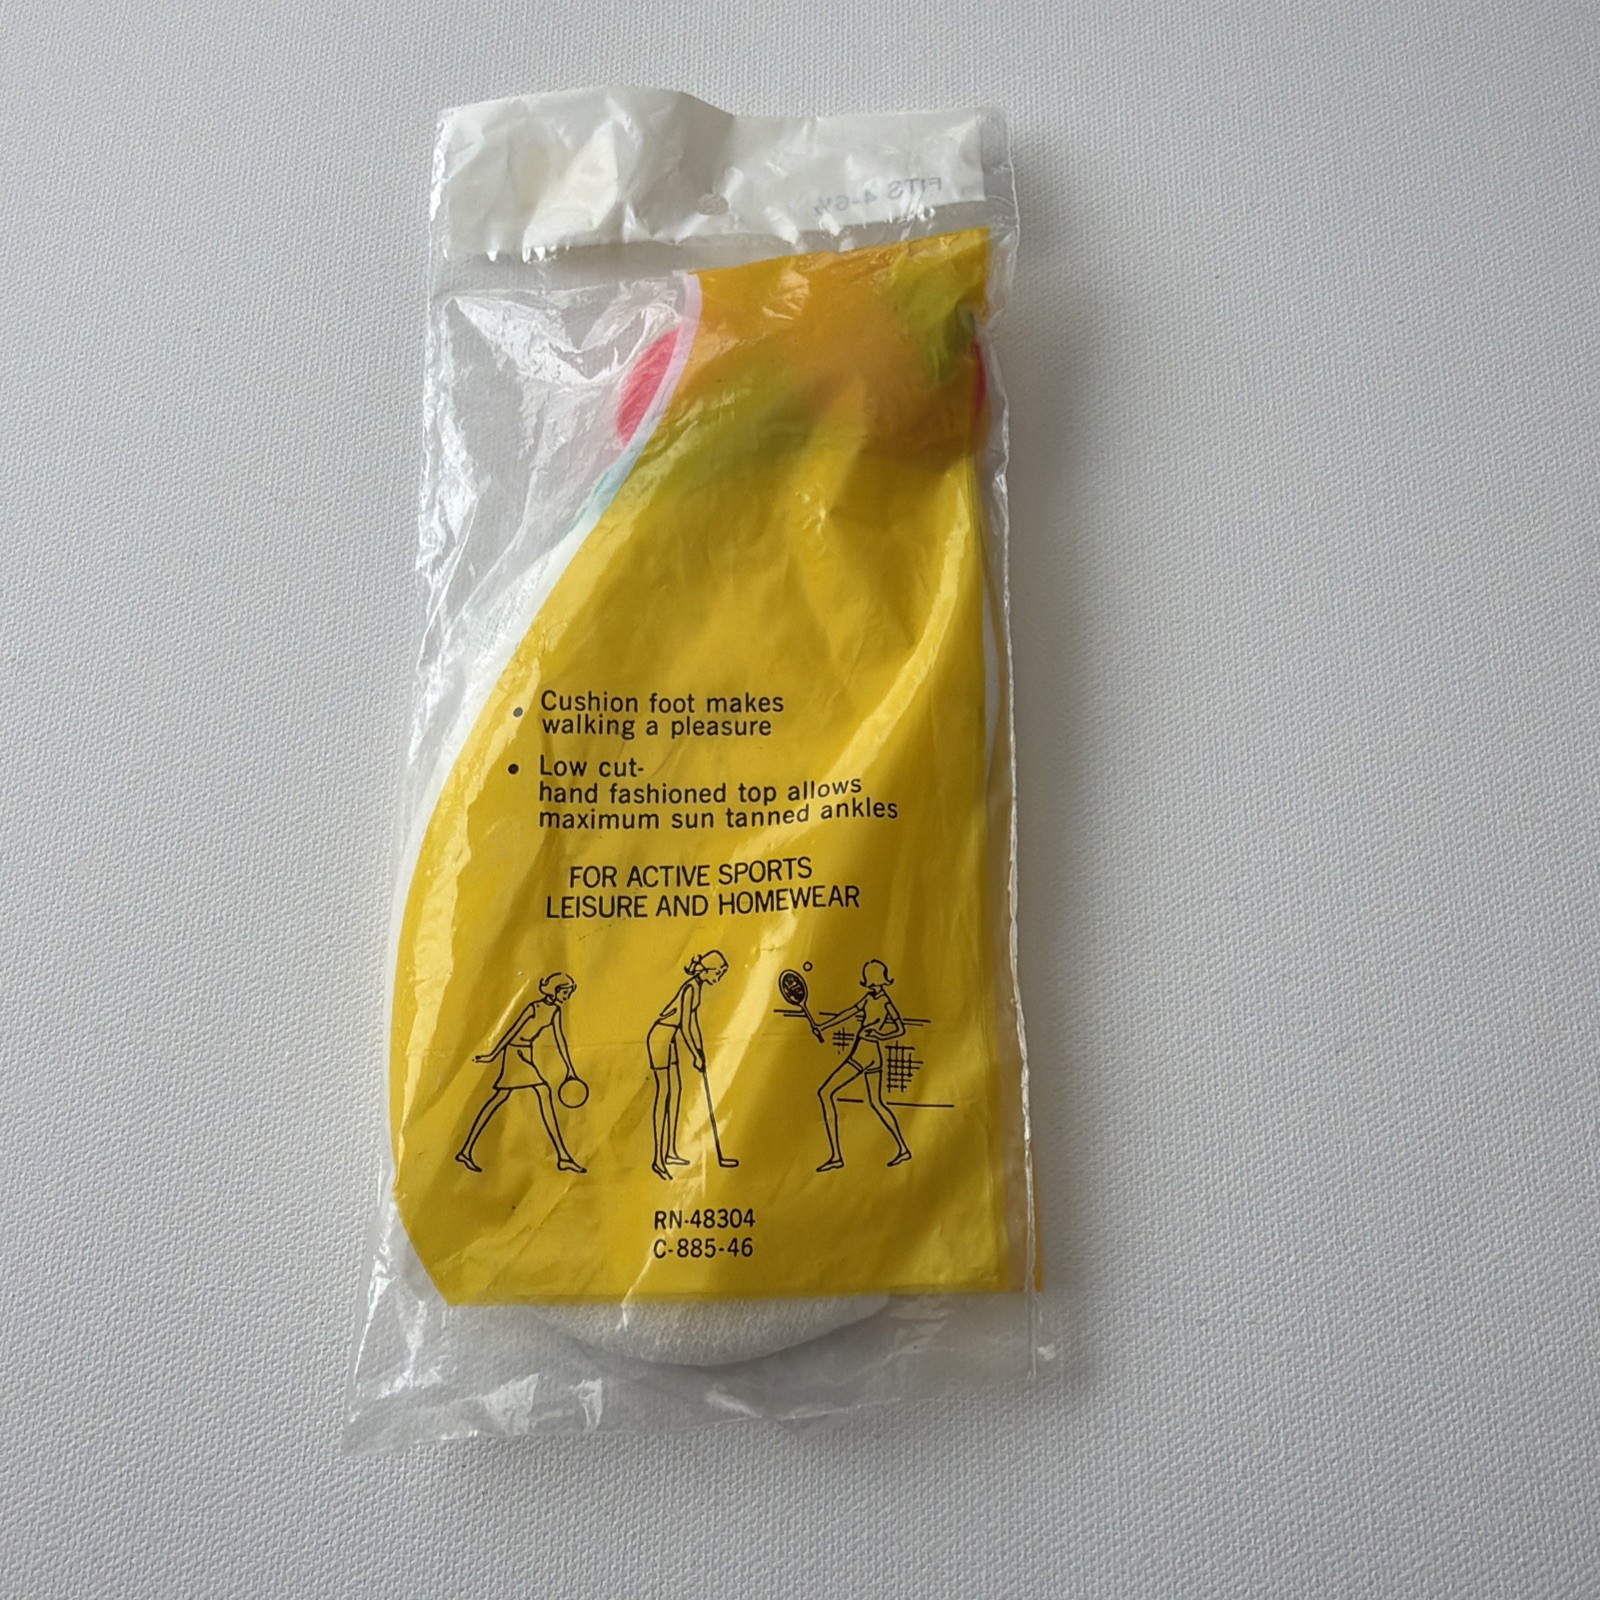 FITS 4-6½
Cushion foot makes
walking a pleasure
Low cut-
hand fashioned top allows
maximum sun tanned ankles
FOR ACTIVE SPORTS
LEISURE AND HOMEWEAR
RN-48304
C-885-46